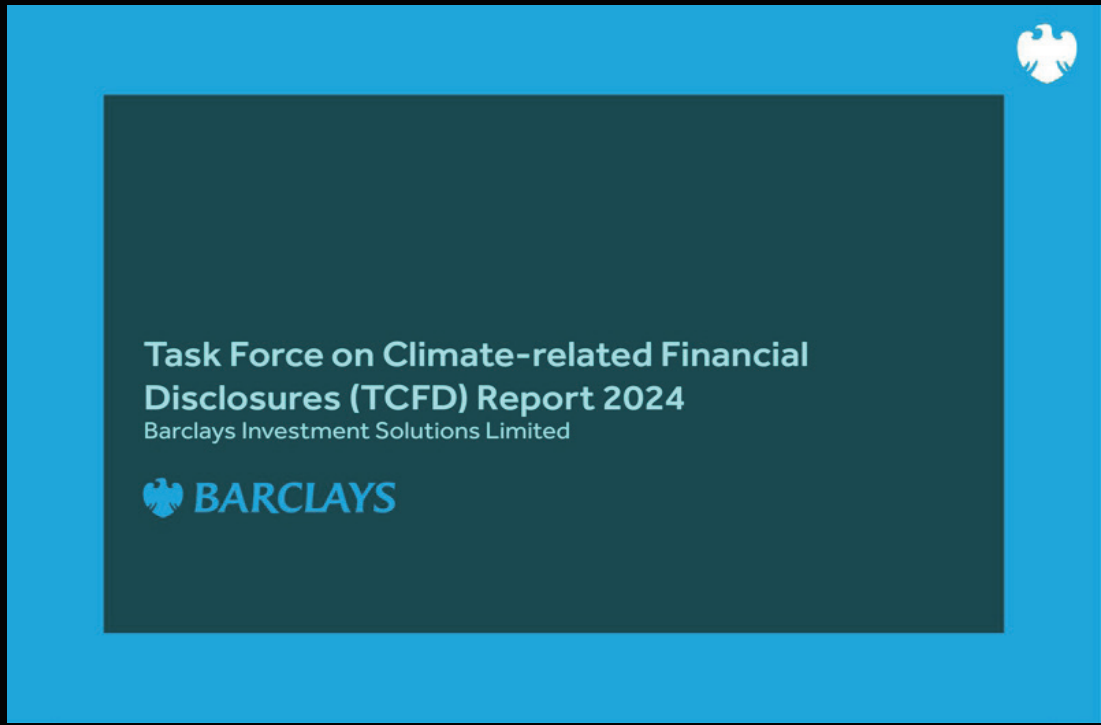 Task Force on Climate-related Financial
Disclosures (TCFD) Report 2024
Barclays Investment Solutions Limited
BARCLAYS